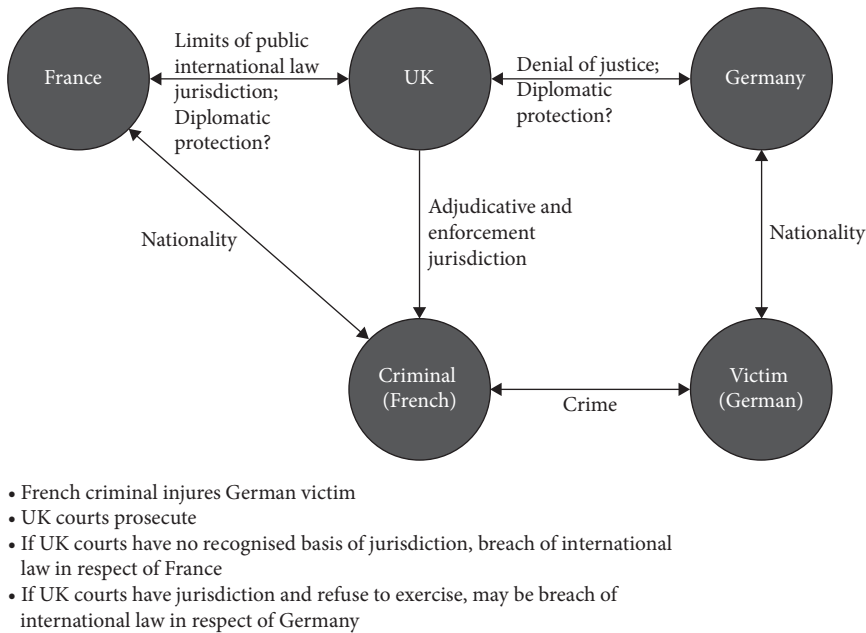 France
Limits of public
international law
jurisdiction;
Diplomatic
protection?
UK
Denial of justice;
Diplomatic
protection?
Germany
Nationality
Adjudicative and
enforcement
jurisdiction
Nationality
Criminal
(French)
Crime
Victim
(German)
• French criminal injures German victim
• UK courts prosecute
• If UK courts have no recognised basis of jurisdiction, breach of international
law in respect of France
• If UK courts have jurisdiction and refuse to exercise, may be breach of
international law in respect of Germany